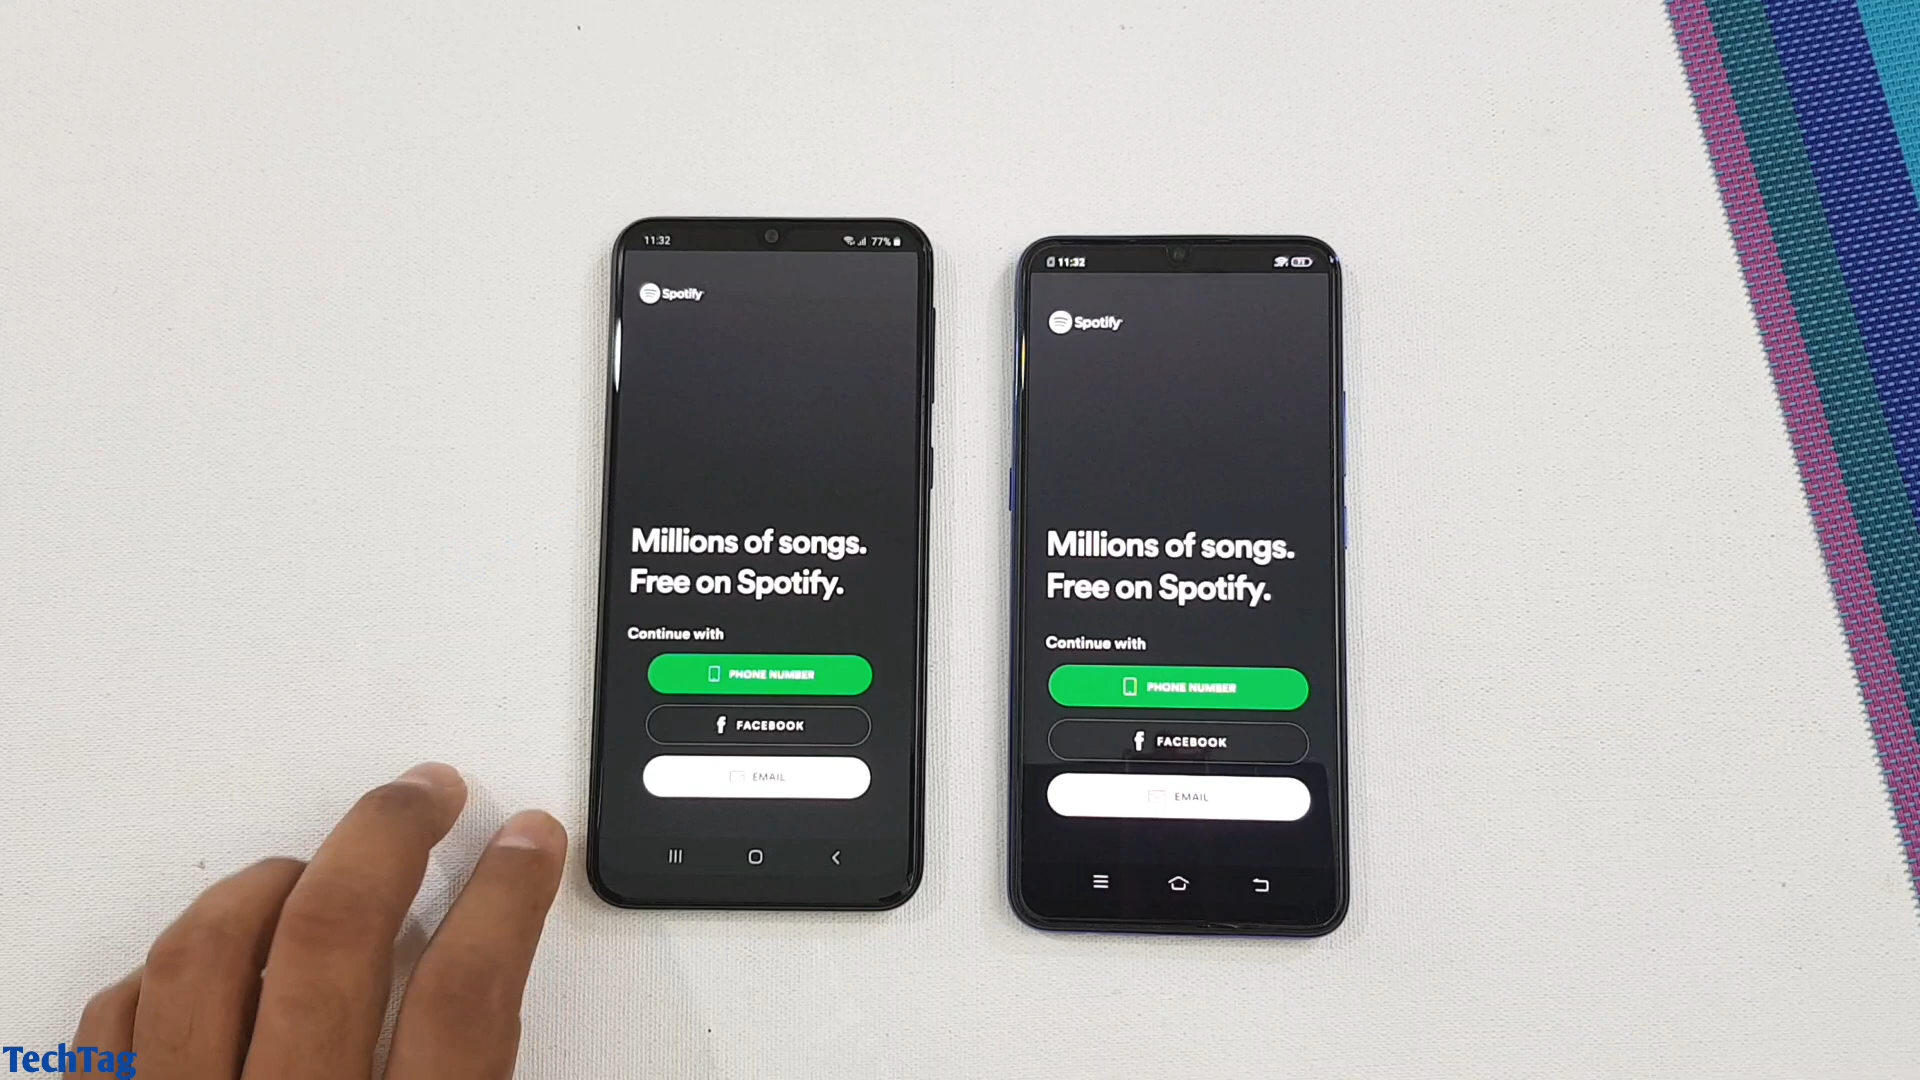 11:32
77%
Spotify
Millions of songs.
Free on Spotify.
Continue with
PHONE NUMBER
FACEBOOK
EMAIL
11:32
Spotify
Millions of songs.
Free on Spotify.
Continue with
PHONE NUMBER
FACEBOOK
EMAIL
TechTag